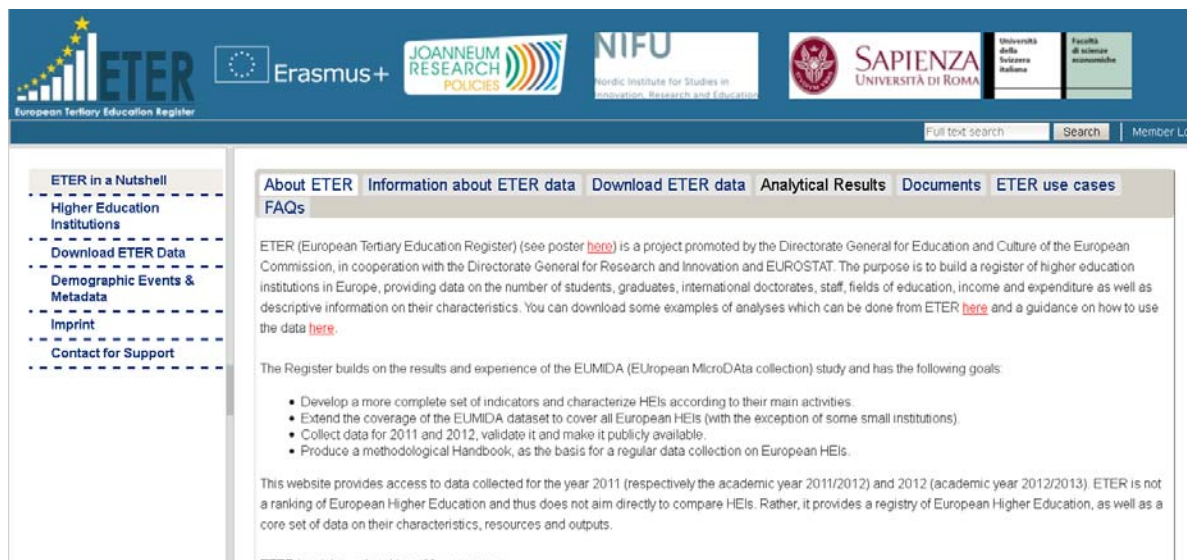 ETER
European Tertiary Education Register
Erasmus+
JOANNEUM
RESEARCH
POLICIES
NIFU
Nordic Institute for Studies in
Innovation, Research and Education
SAPIENZA
UNIVERSITÀ DI ROMA
Università
della
Svizzera
italiana
Facoltà
di scienze
economiche
Full text search
Search
Member Lo
ETER in a Nutshell
Higher Education
Institutions
Download ETER Data
Demographic Events &
Metadata
Imprint
Contact for Support
About ETER Information about ETER data Download ETER data Analytical Results Documents ETER use cases
FAQs
ETER (European Tertiary Education Register) (see poster here) is a project promoted by the Directorate General for Education and Culture of the European
Commission, in cooperation with the Directorate General for Research and Innovation and EUROSTAT. The purpose is to build a register of higher education
institutions in Europe, providing data on the number of students, graduates, international doctorates, staff, fields of education, income and expenditure as well as
descriptive information on their characteristics. You can download some examples of analyses which can be done from ETER here and a guidance on how to use
the data here.
The Register builds on the results and experience of the EUMIDA (EUropean MIcroDAta collection) study and has the following goals:
• Develop a more complete set of indicators and characterize HEIs according to their main activities.
• Extend the coverage of the EUMIDA dataset to cover all European HEIs (with the exception of some small institutions).
• Collect data for 2011 and 2012, validate it and make it publicly available.
• Produce a methodological Handbook, as the basis for a regular data collection on European HEIs.
This website provides access to data collected for the year 2011 (respectively the academic year 2011/2012) and 2012 (academic year 2012/2013). ETER is not
a ranking of European Higher Education and thus does not aim directly to compare HEIs. Rather, it provides a registry of European Higher Education, as well as a
core set of data on their characteristics, resources and outputs.